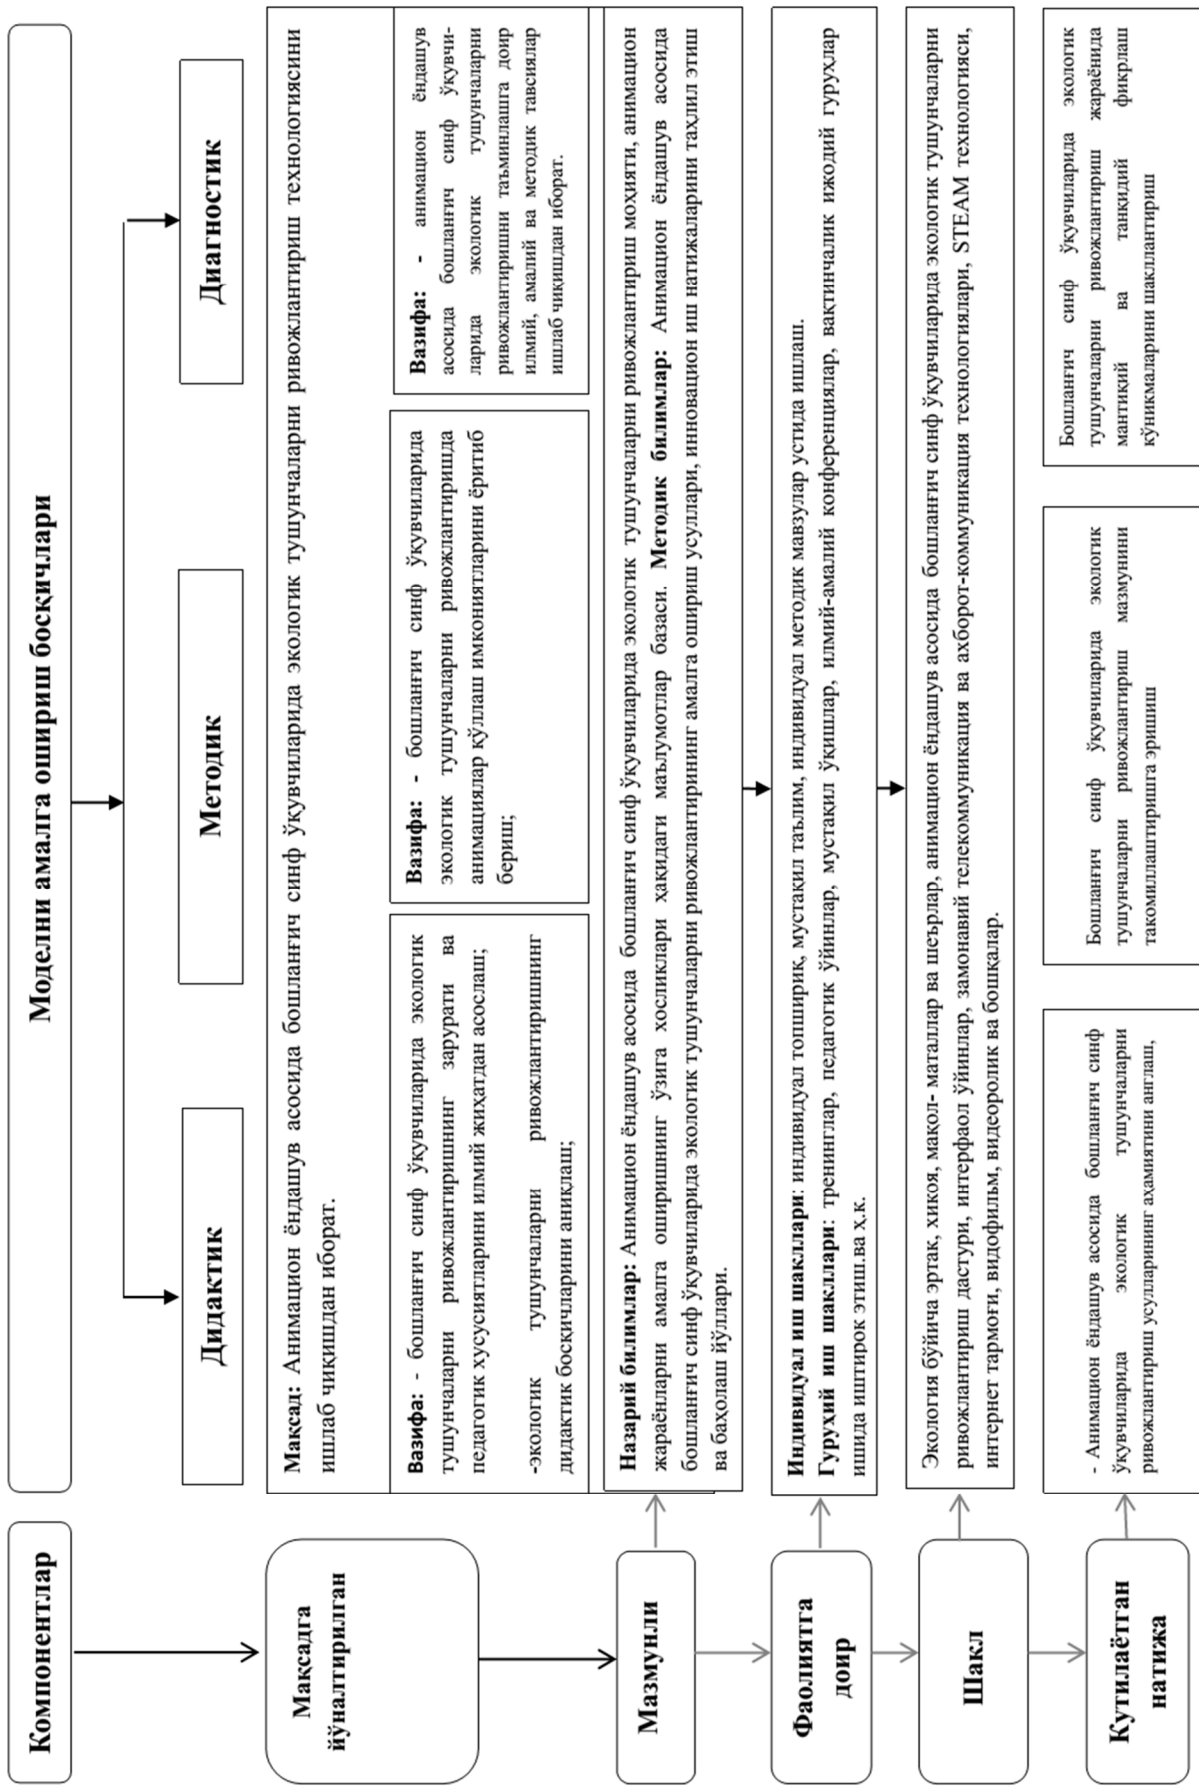 Компонентлар
Моделни амалга ошириш босқичлари
Дидактик
Методик
Диагностик
Мақсадга
йўналтирилган
Мақсад: Анимацион ёндашув асосида бошланғич синф ўқувчиларида экологик тушунчаларни ривожлантириш технологиясини
ишлаб чиқишдан иборат.
Вазифа: - бошланғич синф ўқувчиларида экологик
тушунчаларни ривожлантиришнинг зарурати ва
педагогик хусусиятларини илмий жиҳатдан асослаш;
-экологик тушунчаларни ривожлантиришнинг
дидактик босқичларини аниқлаш;
Вазифа: - бошланғич синф ўқувчиларида
экологик тушунчаларни ривожлантиришда
анимациялар қўллаш имкониятларини ёритиб
бериш;
Вазифа: - анимацион ёндашув
асосида бошланғич синф ўқувчи-
ларида экологик тушунчаларни
ривожлантиришни таъминлашга доир
илмий, амалий ва методик тавсиялар
ишлаб чиқишдан иборат.
Мазмунли
Назарий билимлар: Анимацион ёндашув асосида бошланғич синф ўқувчиларида экологик тушунчаларни ривожлантириш моҳияти, анимацион
жараёнларни амалга оширишнинг ўзига хосликлари ҳақидаги маълумотлар базаси. Методик билимлар: Анимацион ёндашув асосида
бошланғич синф ўқувчиларида экологик тушунчаларни ривожлантирининг амалга ошириш усуллари, инновацион иш натижаларини таҳлил этиш
ва баҳолаш йўллари.
Фаолиятга
доир
Индивидуал иш шакллари: индивидуал топшириқ, мустақил таълим, индивидуал методик мавзулар устида ишлаш.
Гуруҳий иш шакллари: тренинглар, педагогик ўйинлар, мустақил ўқишлар, илмий-амалий конференциялар, вақтинчалик ижодий гуруҳлар
ишида иштирок этиш.ва ҳ.к.
Шакл
Экология бўйича эртак, хикоя, мақол- маталлар ва шеърлар, анимацион ёндашув асосида бошланғич синф ўқувчиларида экологик тушунчаларни
ривожлантириш дастури, интерфаол ўйинлар, замонавий телекоммуникация ва ахборот-коммуникация технологиялари, STEAM технологияси,
интернет тармоғи, видофильм, видеоролик ва бошқалар.
Кутилаётган
натижа
- Анимацион ёндашув асосида бошланғич синф
ўқувчиларида экологик тушунчаларни
ривожлантириш усулларининг аҳамиятини англаш,
Бошланғич синф ўқувчиларида экологик
тушунчаларни ривожлантириш мазмунини
такомиллаштиришга эришиш
Бошланғич синф ўқувчиларида экологик
тушунчаларни ривожлантириш жараёнида
мантиқий ва танқидий фикрлаш
кўникмаларини шакллантириш